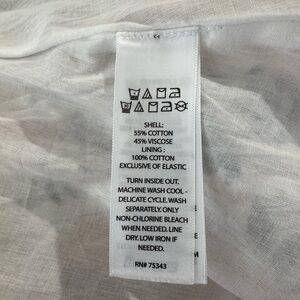 SHELL:
55% COTTON
45% VISCOSE
LINING :
100% COTTON
EXCLUSIVE OF ELASTIC
TURN INSIDE OUT.
MACHINE WASH COOL -
DELICATE CYCLE. WASH
SEPARATELY. ONLY
NON-CHLORINE BLEACH
WHEN NEEDED. LINE
DRY. LOW IRON IF
NEEDED.
RN# 75343